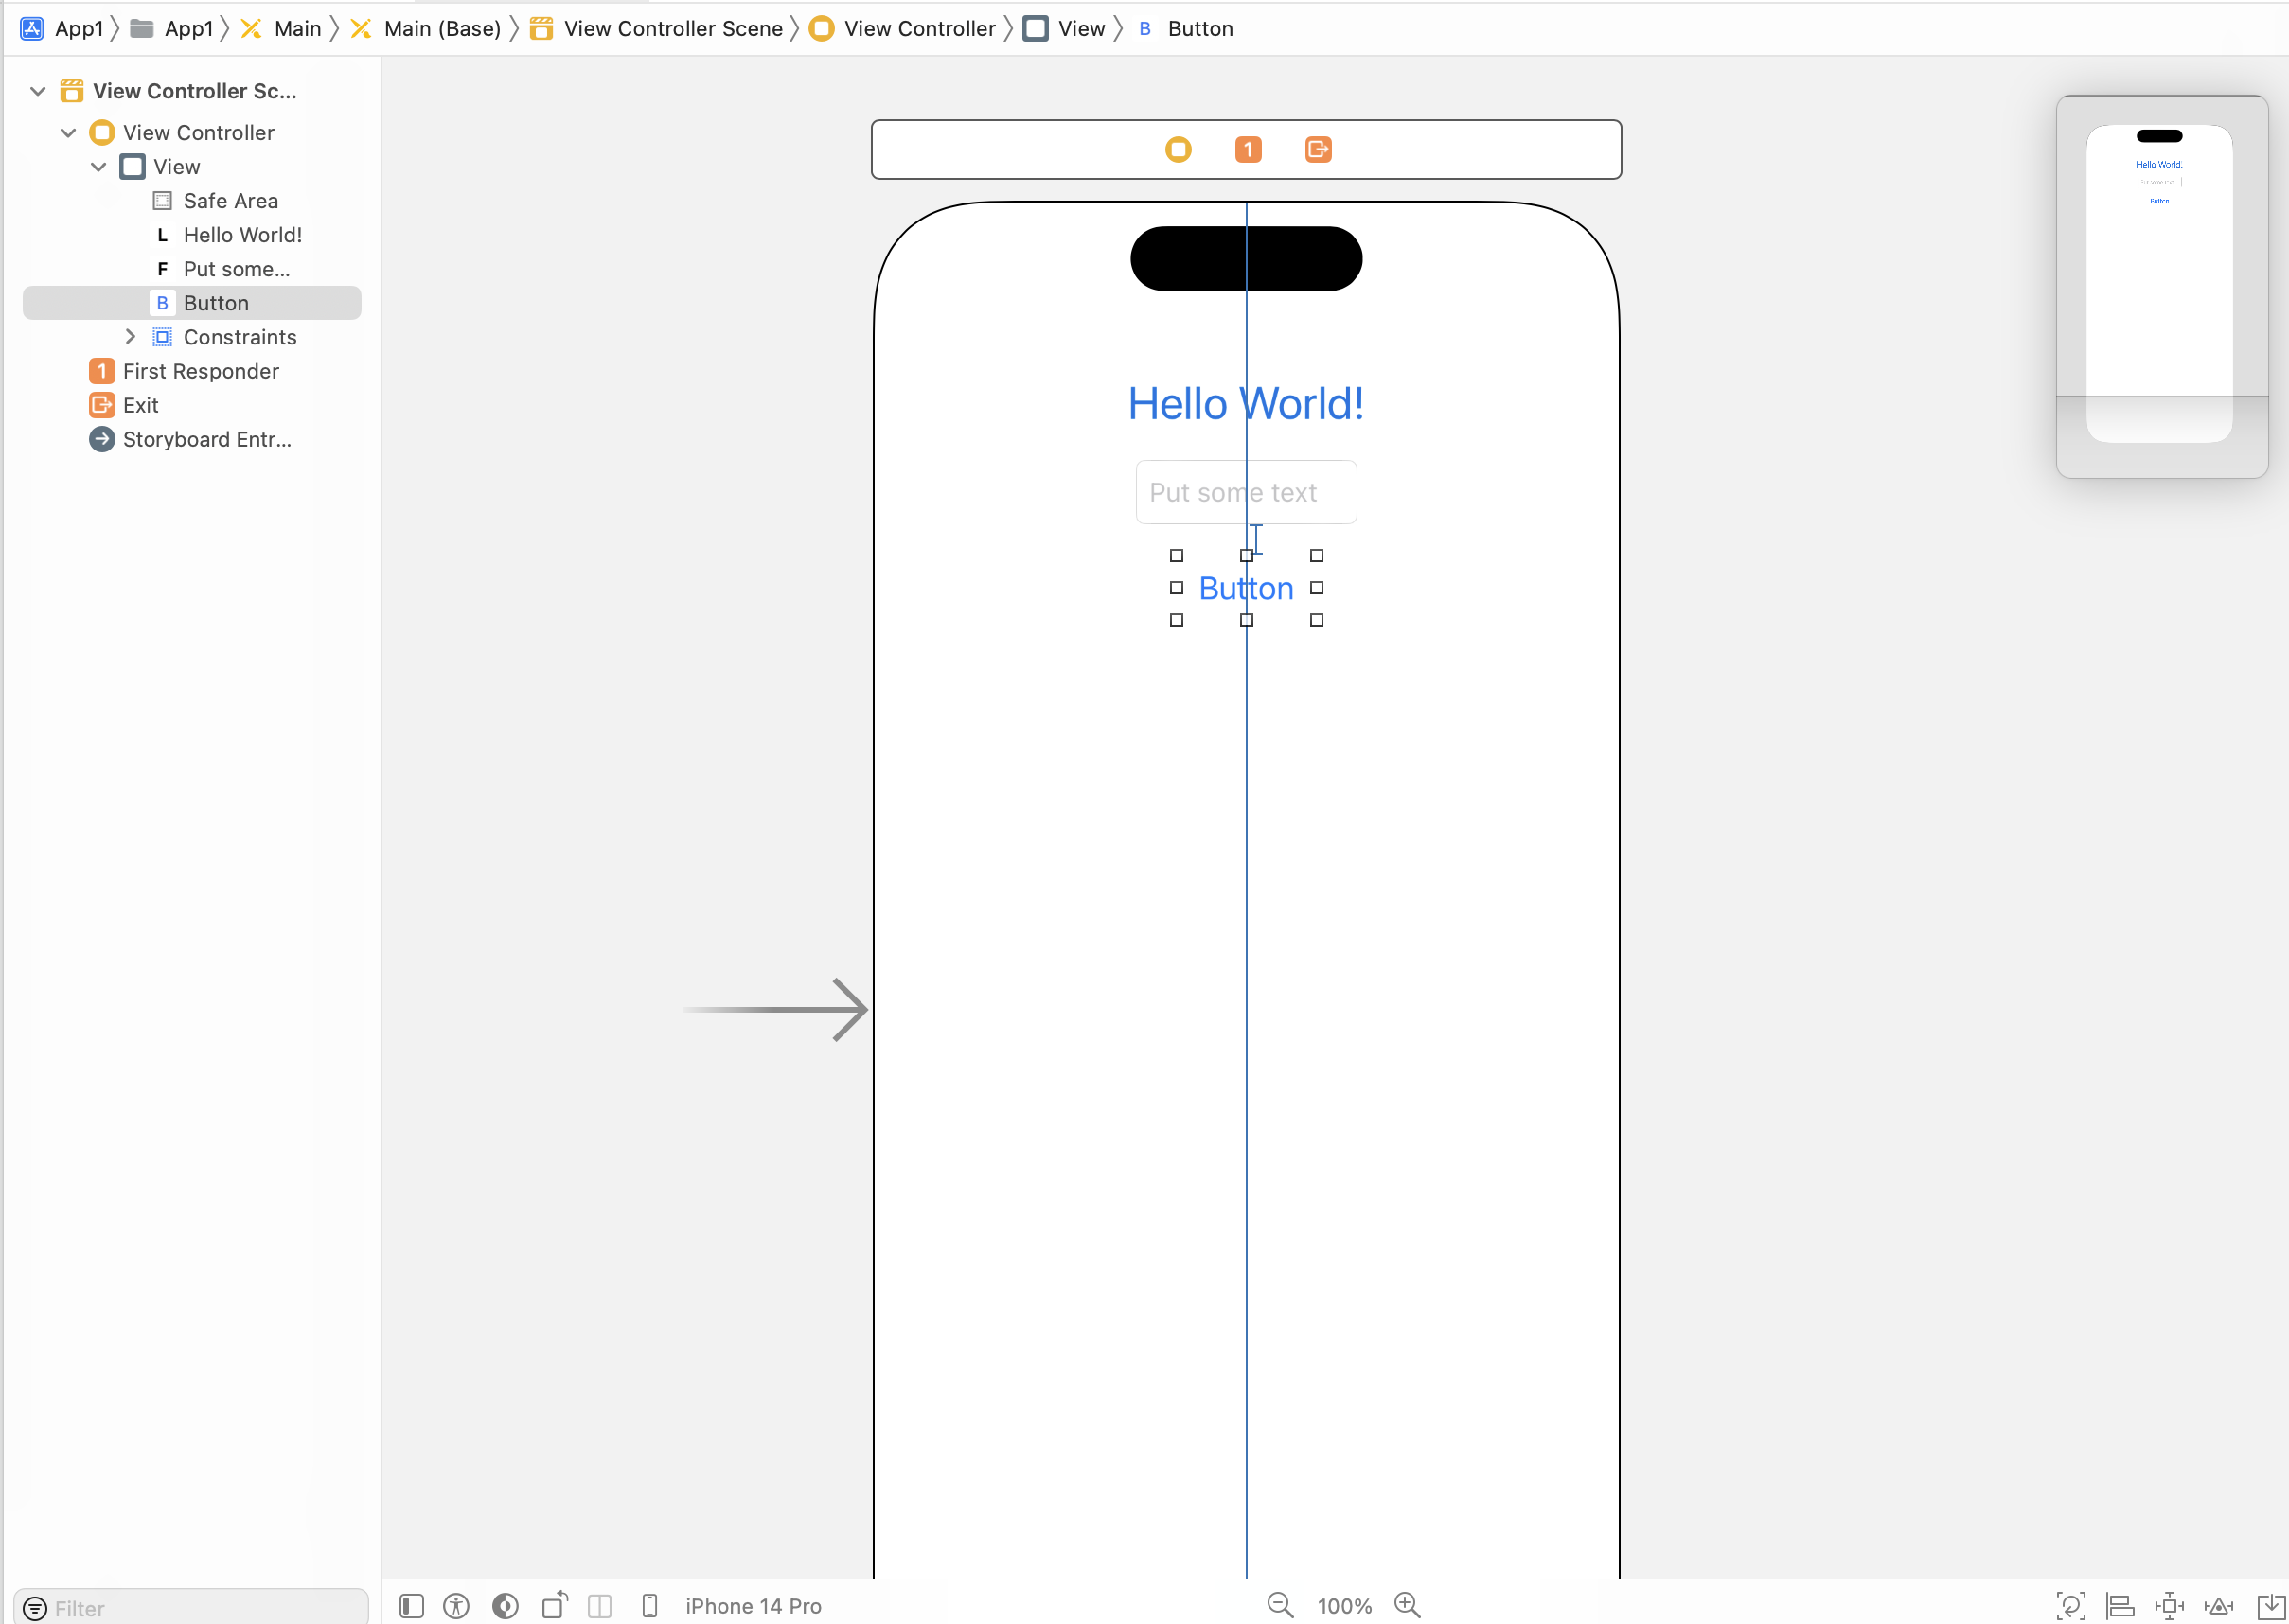 App1 App1 Main Main (Base) View Controller Scene View Controller View B Button
View Controller Sc...
View Controller
View
Safe Area
L Hello World!
F Put some...
B Button
Constraints
1 First Responder
Exit
Storyboard Entr...
Filter
1
Hello World!
Put some text
Button
Hello World!
Button
iPhone 14 Pro
100%